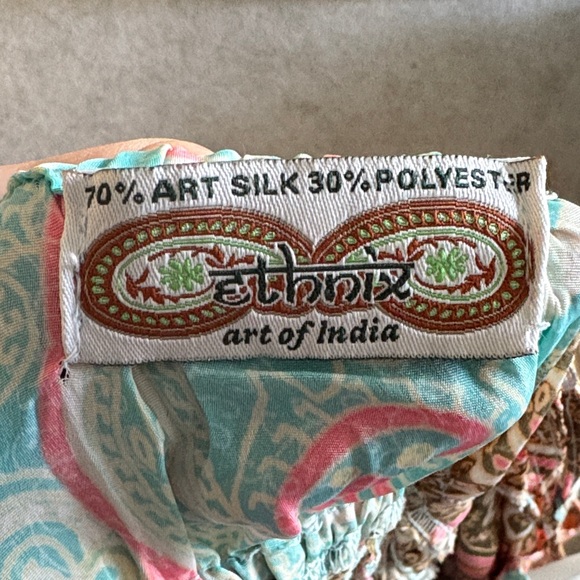 70% ART SILK 30% POLYESTER
ethnix
art of India